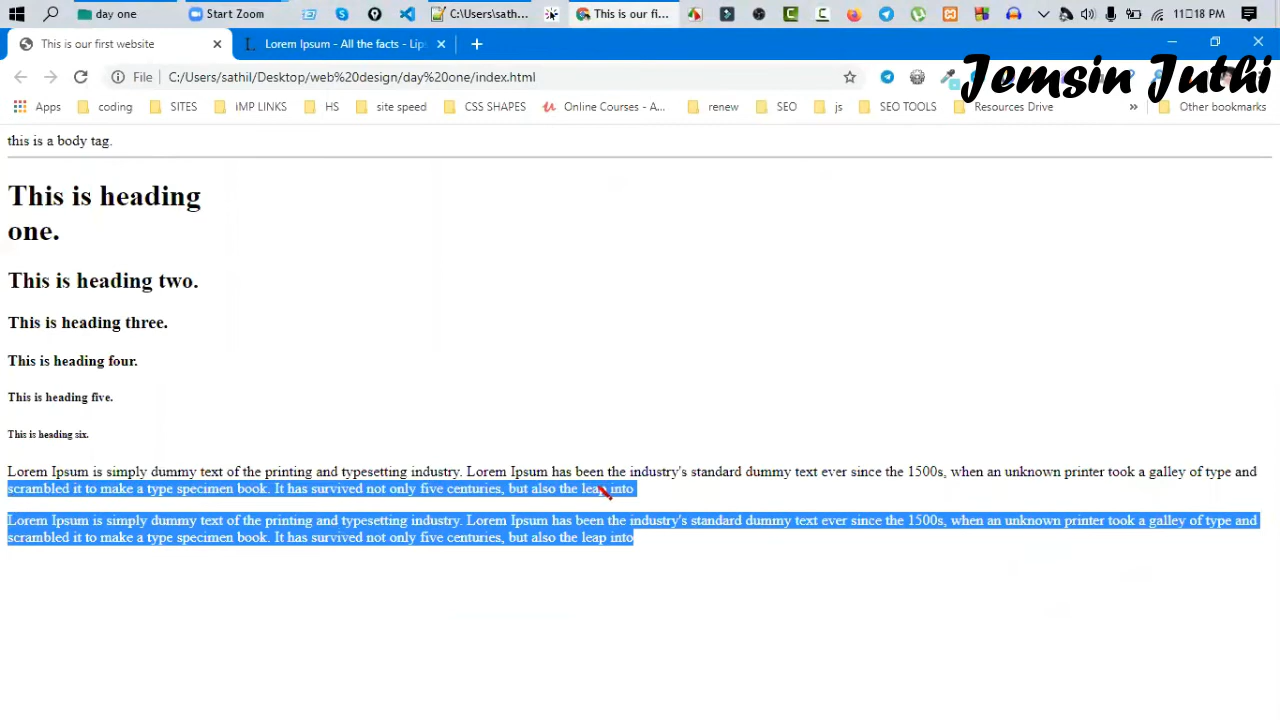 day one
Start Zoom
C:\Users\sath...
This is our fi...
11:18 PM
This is our first website
Lorem Ipsum - All the facts - Lips
File
C:/Users/sathil/Desktop/web%20design/day%20one/index.html
Jemsin Juthi
Apps
coding
SITES
iMP LINKS
HS
site speed
CSS SHAPES
Online Courses - A...
renew
SEO
js
SEO TOOLS
Resources Drive
Other bookmarks
this is a body tag.
This is heading
one.
This is heading two.
This is heading three.
This is heading four.
This is heading five.
This is heading six.
Lorem Ipsum is simply dummy text of the printing and typesetting industry. Lorem Ipsum has been the industry's standard dummy text ever since the 1500s, when an unknown printer took a galley of type and
scrambled it to make a type specimen book. It has survived not only five centuries, but also the leap into
Lorem Ipsum is simply dummy text of the printing and typesetting industry. Lorem Ipsum has been the industry's standard dummy text ever since the 1500s, when an unknown printer took a galley of type and
scrambled it to make a type specimen book. It has survived not only five centuries, but also the leap into